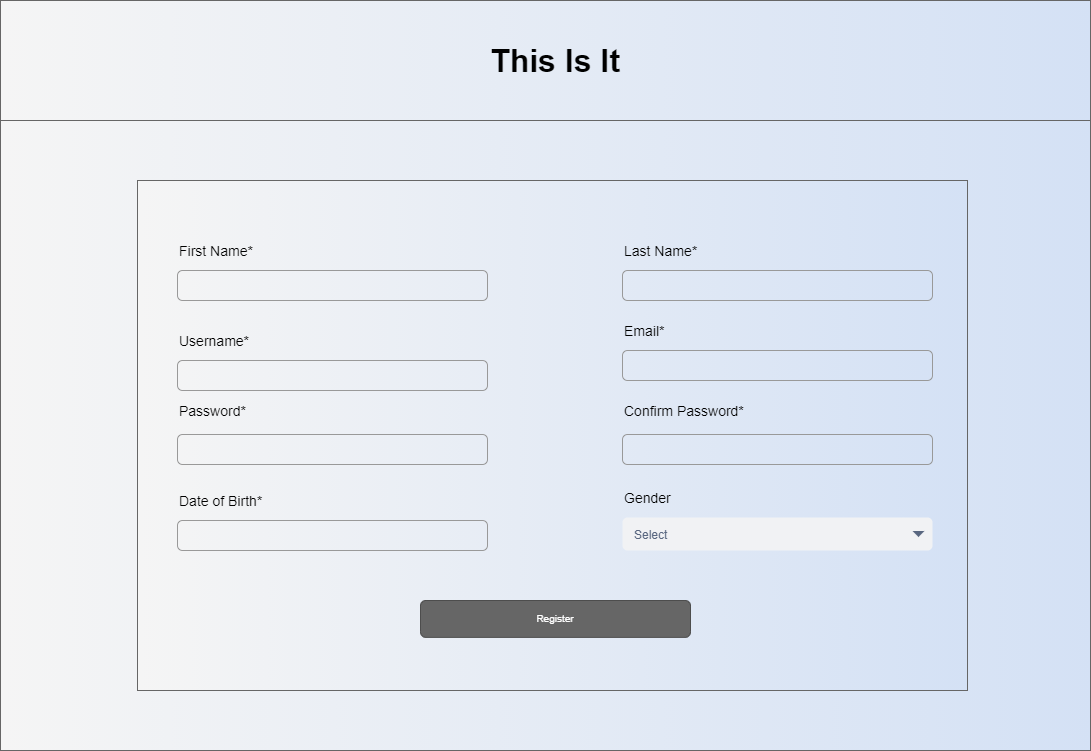 This Is It
First Name*
Last Name*
Username*
Email*
Password*
Confirm Password*
Date of Birth*
Gender
Select
Register